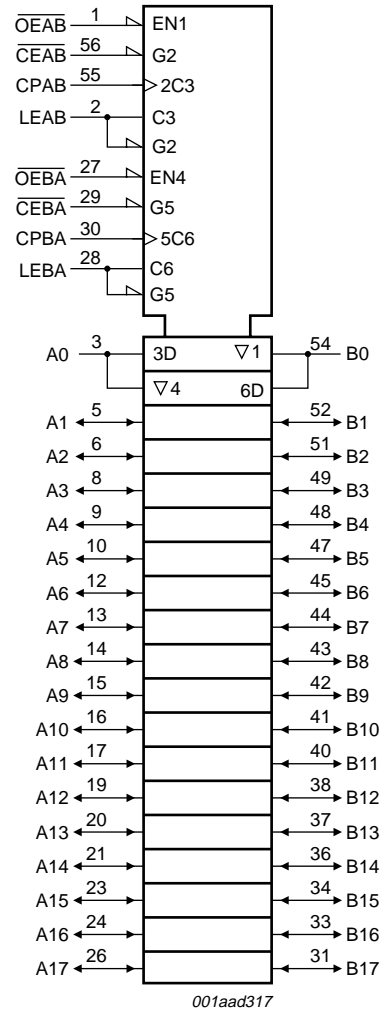 O̅E̅A̅B̅ 1 EN1
C̅E̅A̅B̅ 56 G2
CPAB 55 2C3
LEAB 2 C3
G2
O̅E̅B̅A̅ 27 EN4
C̅E̅B̅A̅ 29 G5
CPBA 30 5C6
LEBA 28 C6
G5
A0 3 3D ▽1 54 B0
▽4 6D
A1 5 52 B1
A2 6 51 B2
A3 8 49 B3
A4 9 48 B4
A5 10 47 B5
A6 12 45 B6
A7 13 44 B7
A8 14 43 B8
A9 15 42 B9
A10 16 41 B10
A11 17 40 B11
A12 19 38 B12
A13 20 37 B13
A14 21 36 B14
A15 23 34 B15
A16 24 33 B16
A17 26 31 B17
001aad317